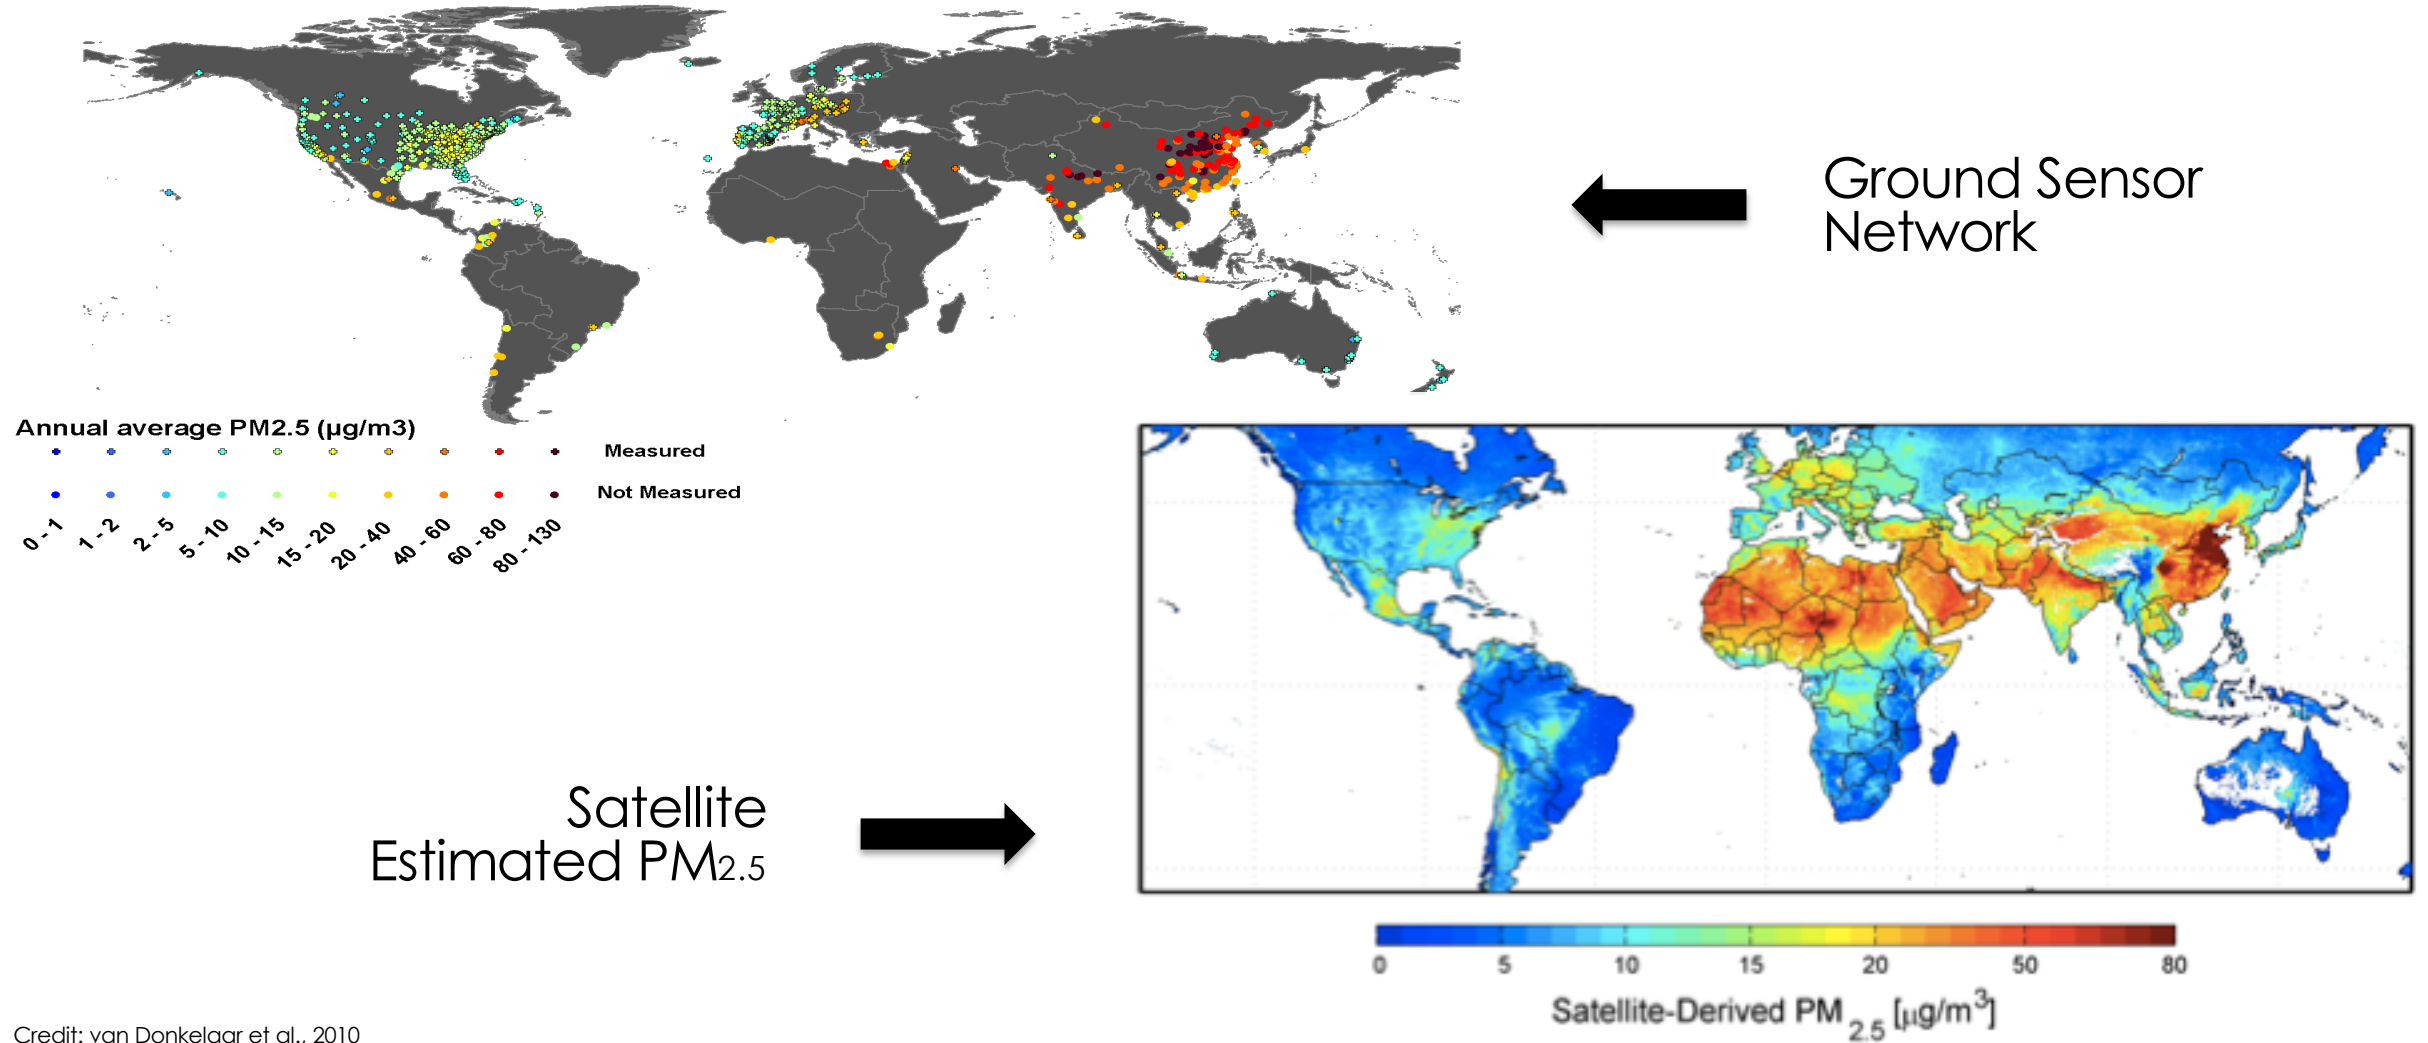 Ground Sensor
Network
Annual average PM2.5 (µg/m3)
Measured
Not Measured
0 - 1
1 - 2
2 - 5
5 - 10
10 - 15
15 - 20
20 - 40
40 - 60
60 - 80
80 - 130
Satellite
Estimated PM2.5
0 5 10 15 20 50 80
Satellite-Derived PM 2.5 [µg/m3]
Credit: van Donkelaar et al., 2010